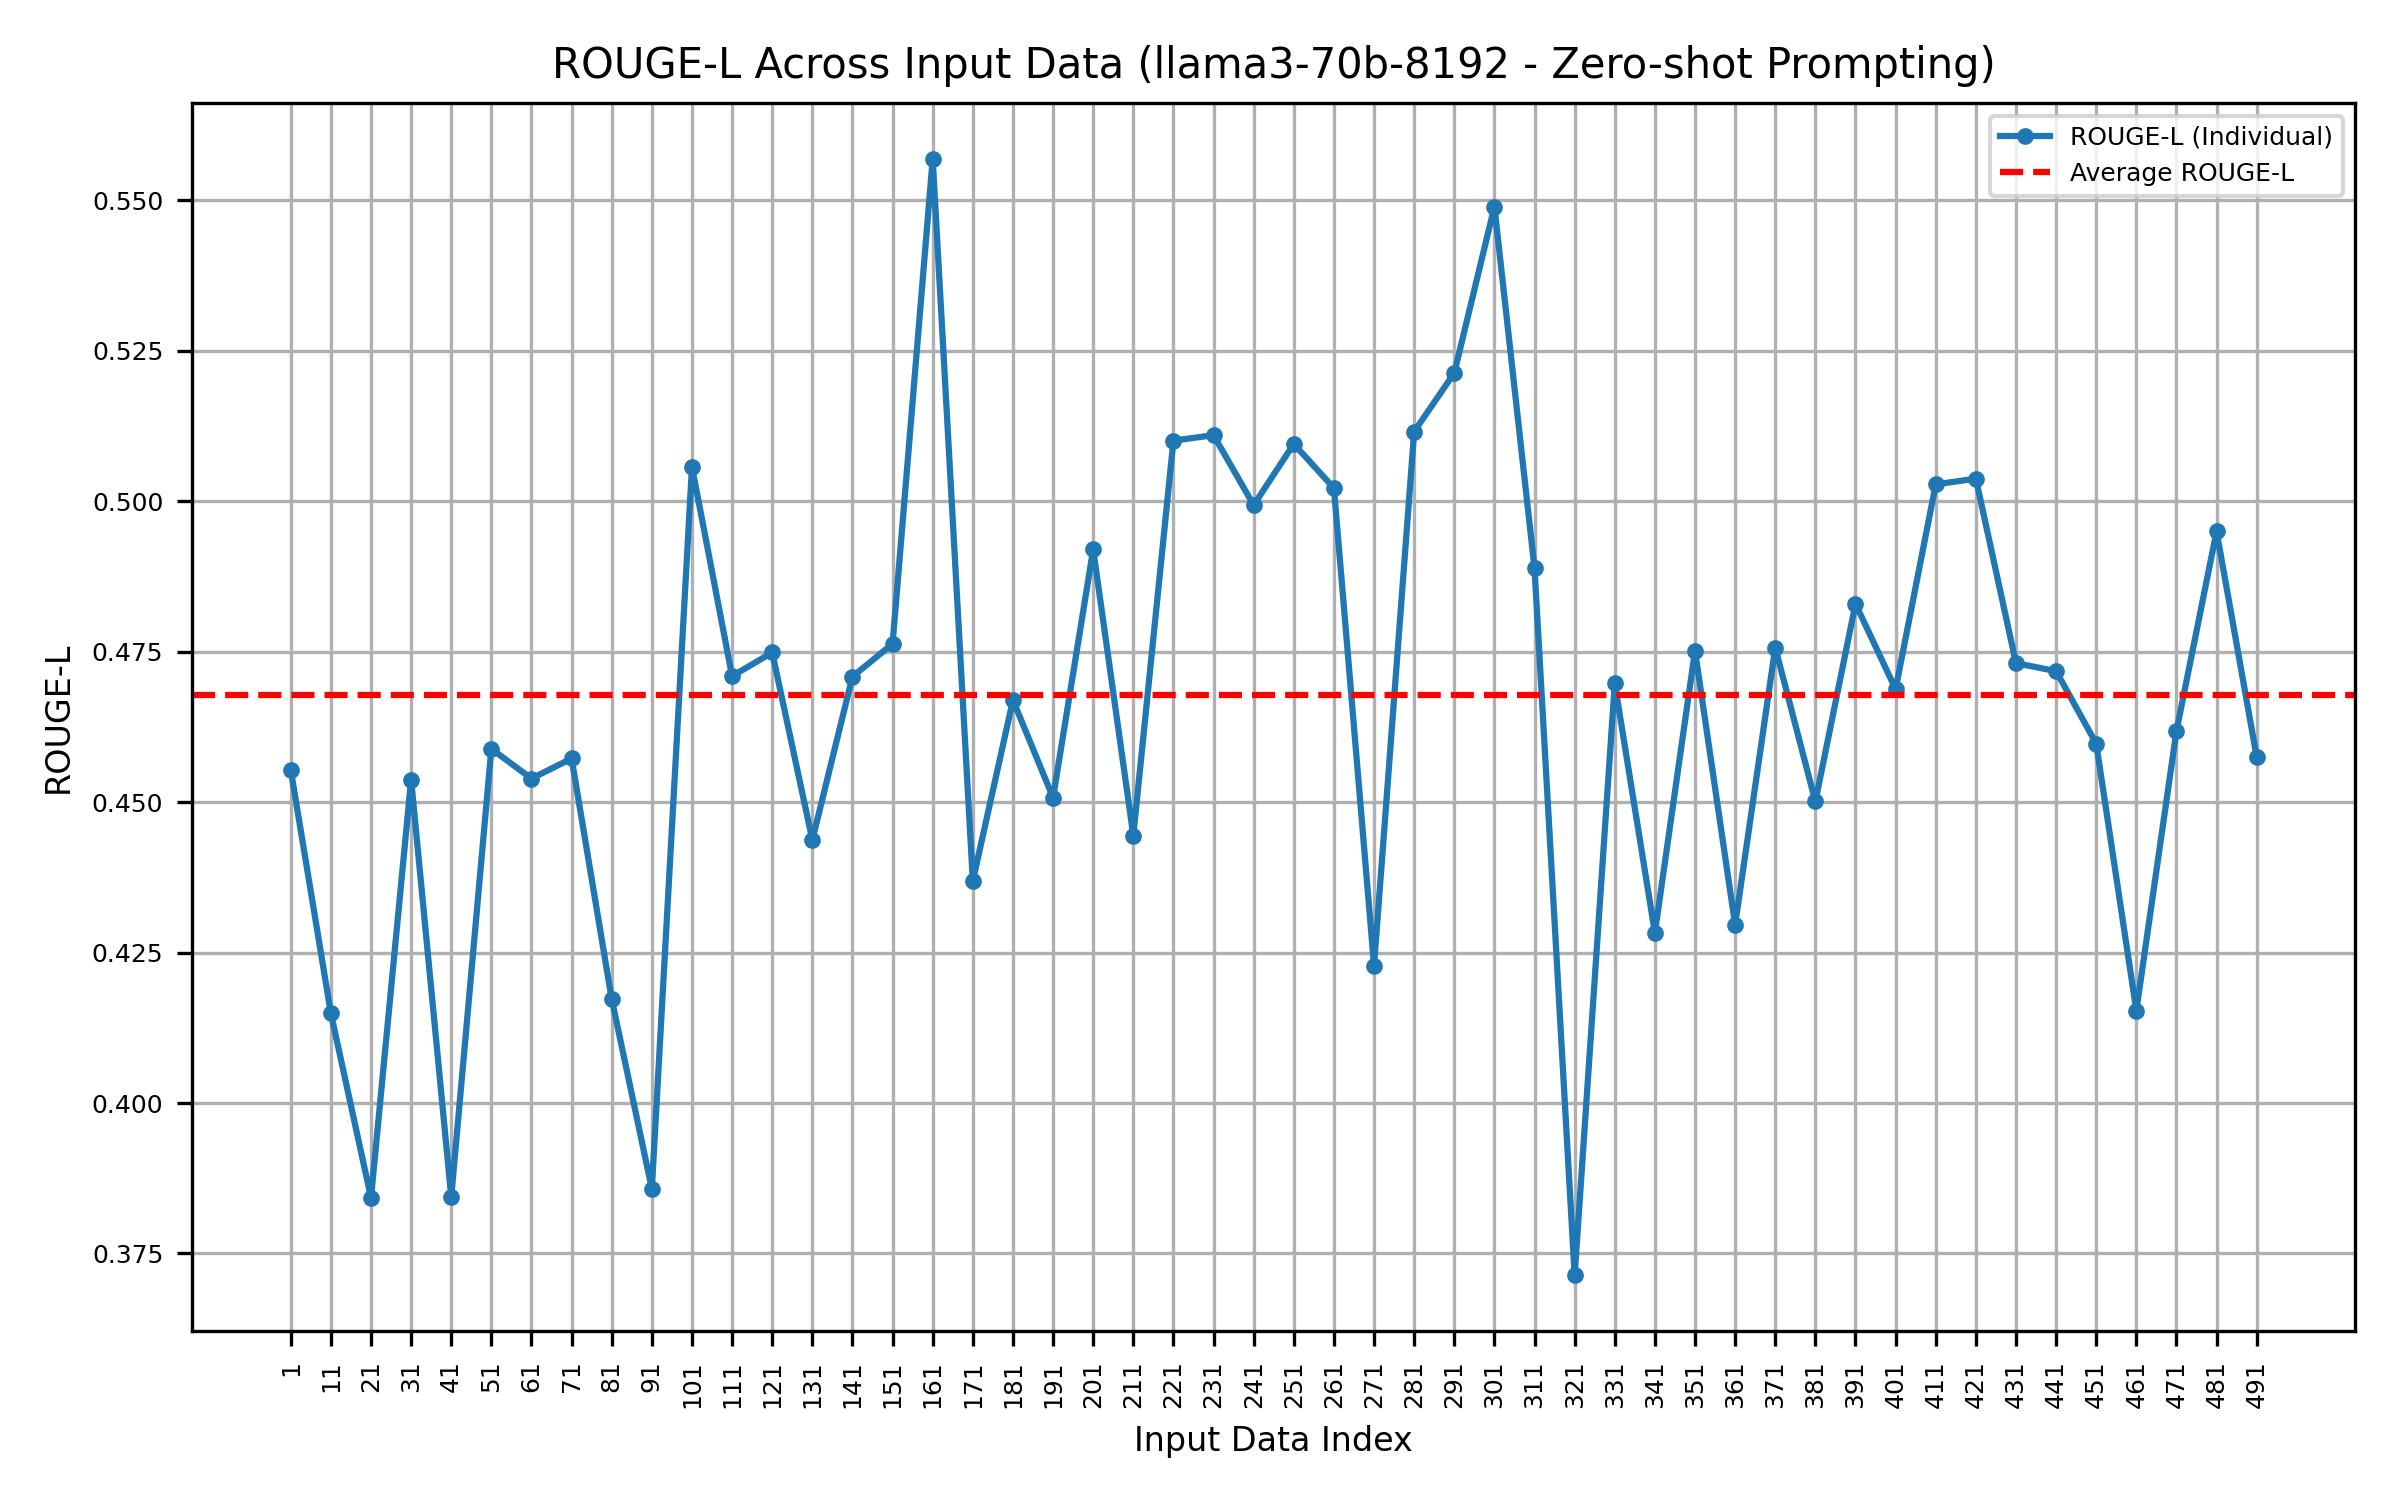 ROUGE-L Across Input Data (llama3-70b-8192 - Zero-shot Prompting)
ROUGE-L (Individual)
Average ROUGE-L
0.550
0.525
0.500
0.475
0.450
0.425
0.400
0.375
ROUGE-L
1 11 21 31 41 51 61 71 81 91 101 111 121 131 141 151 161 171 181 191 201 211 221 231 241 251 261 271 281 291 301 311 321 331 341 351 361 371 381 391 401 411 421 431 441 451 461 471 481 491
Input Data Index